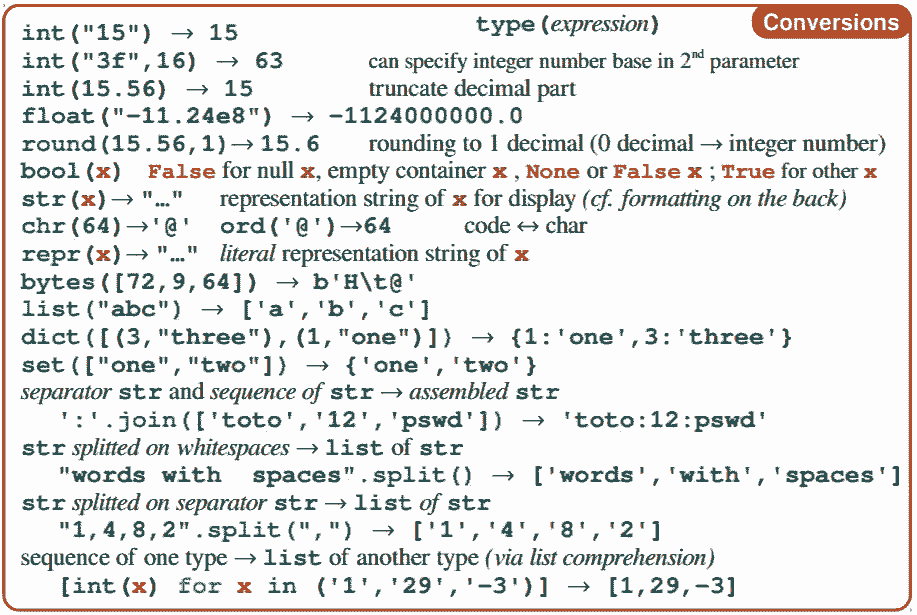 Conversions
int("15") → 15 type(expression)
int("3f",16) → 63 can specify integer number base in 2nd parameter
int(15.56) → 15 truncate decimal part
float("-11.24e8") → -1124000000.0
round(15.56,1)→15.6 rounding to 1 decimal (0 decimal → integer number)
bool(x) False for null x, empty container x , None or False x ; True for other x
str(x)→ "…" representation string of x for display (cf. formatting on the back)
chr(64)→'@' ord('@')→64 code ↔ char
repr(x)→ "…" literal representation string of x
bytes([72,9,64]) → b'H\t@'
list("abc") → ['a','b','c']
dict([(3,"three"),(1,"one")]) → {1:'one',3:'three'}
set(["one","two"]) → {'one','two'}
separator str and sequence of str → assembled str
':'.join(['toto','12','pswd']) → 'toto:12:pswd'
str splitted on whitespaces → list of str
"words with  spaces".split() → ['words','with','spaces']
str splitted on separator str → list of str
"1,4,8,2".split(",") → ['1','4','8','2']
sequence of one type → list of another type (via list comprehension)
[int(x) for x in ('1','29','-3')] → [1,29,-3]